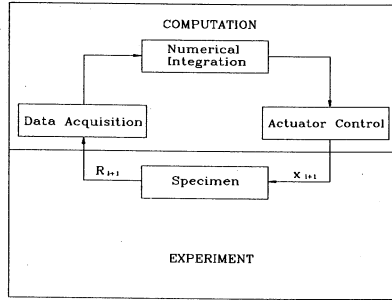 COMPUTATION
Numerical
Integration
Data Acquisition
Actuator Control
R i+1
Specimen
x i+1
EXPERIMENT